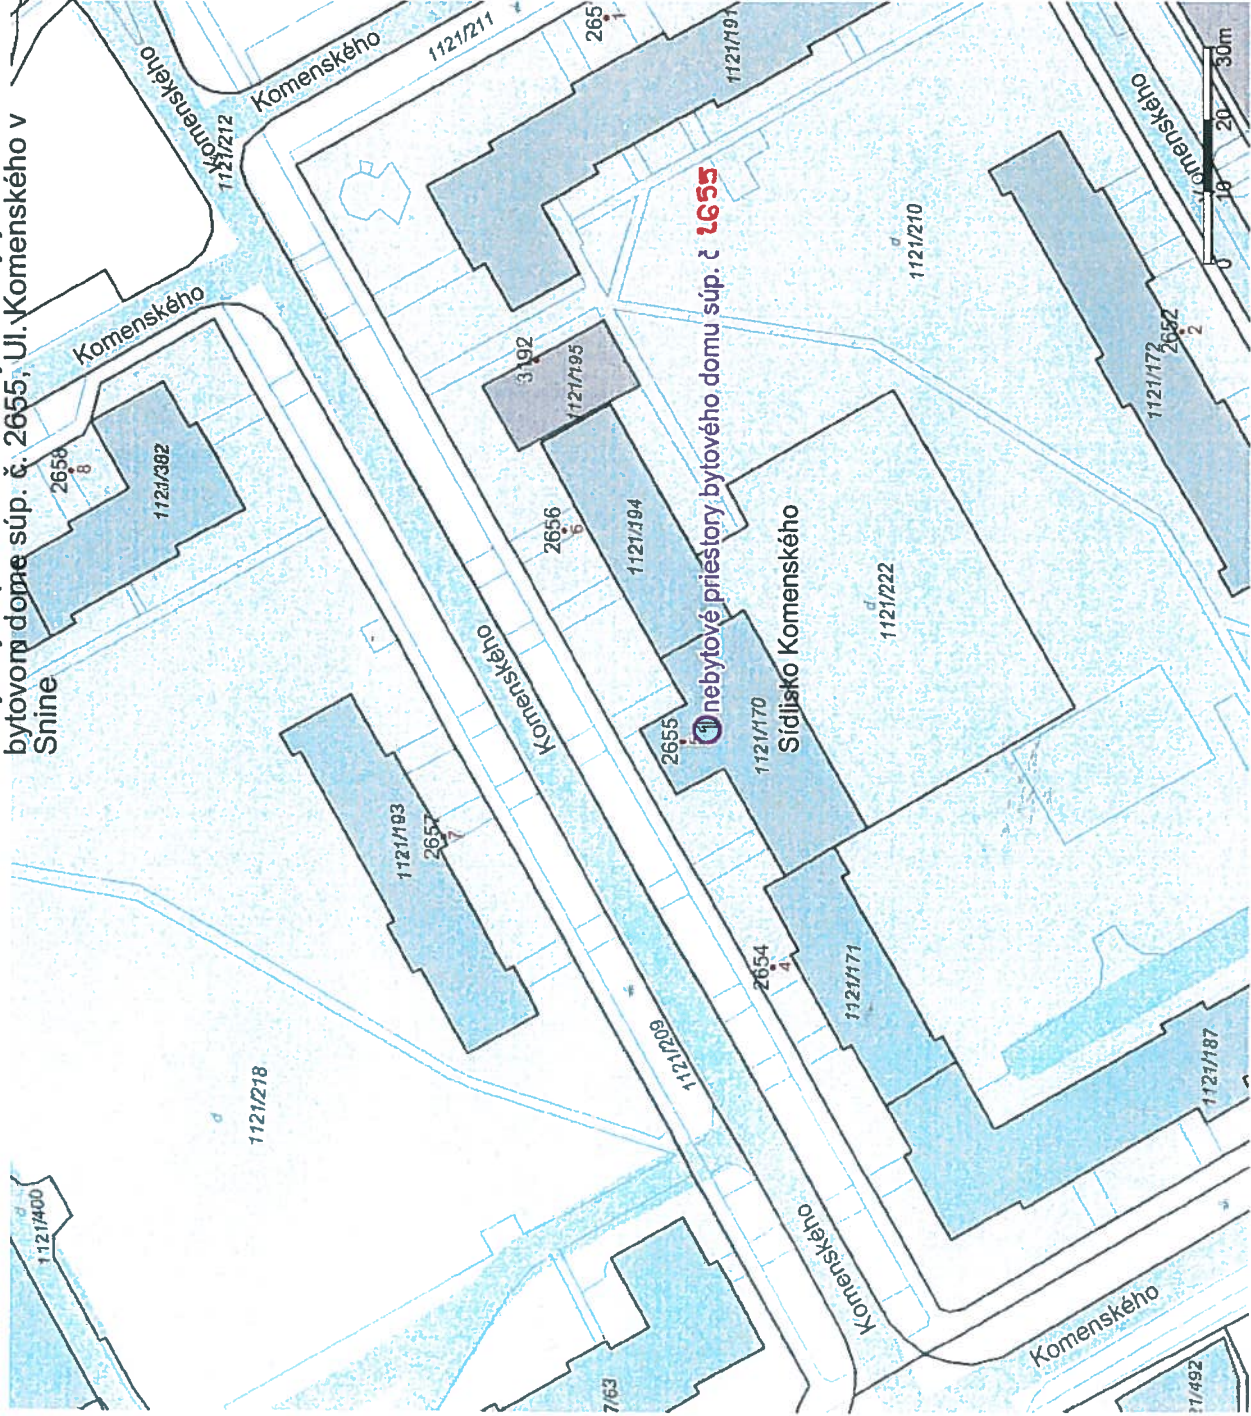 bytovom dome súp. č. 2655, Ul. Komenského v
Snine
Komenského
Komenského
1121/212
Komenského
1121/211
1121/191
Komenského
2658
8
1121/382
3192
1121/195
nebytové priestory bytového domu súp. č 2655
1121/210
Komenského
0 10 20 30m
2652
2
1121/172
2656
6
1121/194
Sídlisko Komenského
1121/222
Komenského
2655
1121/170
1121/193
2657
7
2654
4
1121/171
1121/209
1121/218
1121/187
1121/400
Komenského
Komenského
7/63
21/492